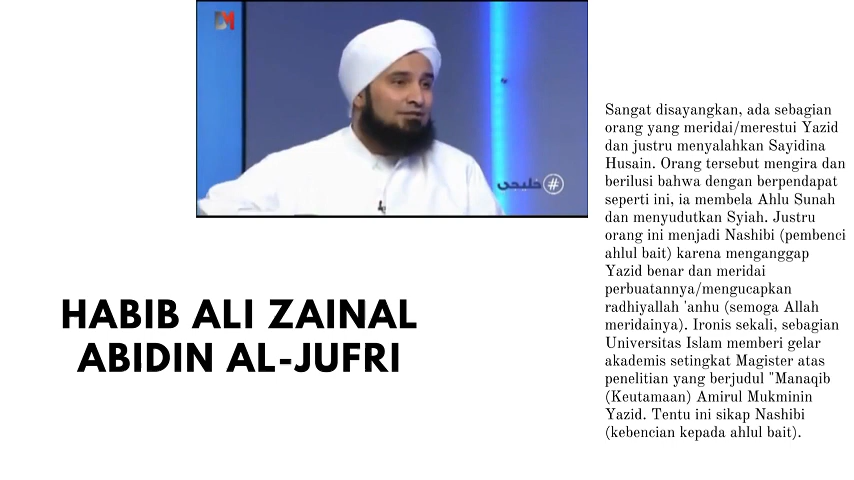 DM
#خليجى
HABIB ALI ZAINAL
ABIDIN AL-JUFRI
Sangat disayangkan, ada sebagian
orang yang meridai/merestui Yazid
dan justru menyalahkan Sayidina
Husain. Orang tersebut mengira dan
berilusi bahwa dengan berpendapat
seperti ini, ia membela Ahlu Sunah
dan menyudutkan Syiah. Justru
orang ini menjadi Nashibi (pembenci
ahlul bait) karena menganggap
Yazid benar dan meridai
perbuatannya/mengucapkan
radhiyallah 'anhu (semoga Allah
meridainya). Ironis sekali, sebagian
Universitas Islam memberi gelar
akademis setingkat Magister atas
penelitian yang berjudul "Manaqib
(Keutamaan) Amirul Mukminin
Yazid. Tentu ini sikap Nashibi
(kebencian kepada ahlul bait).